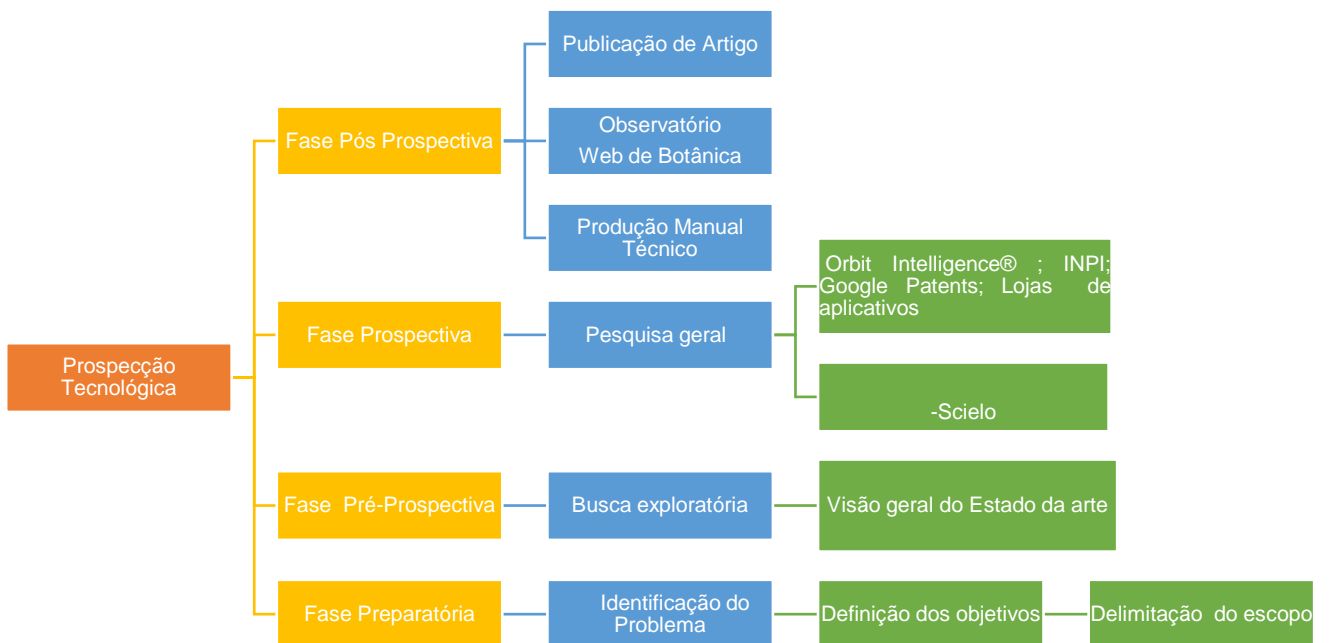 Publicação de Artigo
Fase Pós Prospectiva
Observatório
Web de Botânica
Produção Manual
Técnico
Orbit Intelligence® ; INPI;
Google Patents; Lojas de
aplicativos
Fase Prospectiva
Pesquisa geral
Prospecção
Tecnológica
-Scielo
Fase Pré-Prospectiva
Busca exploratória
Visão geral do Estado da arte
Fase Preparatória
Identificação do
Problema
Definição dos objetivos
Delimitação do escopo